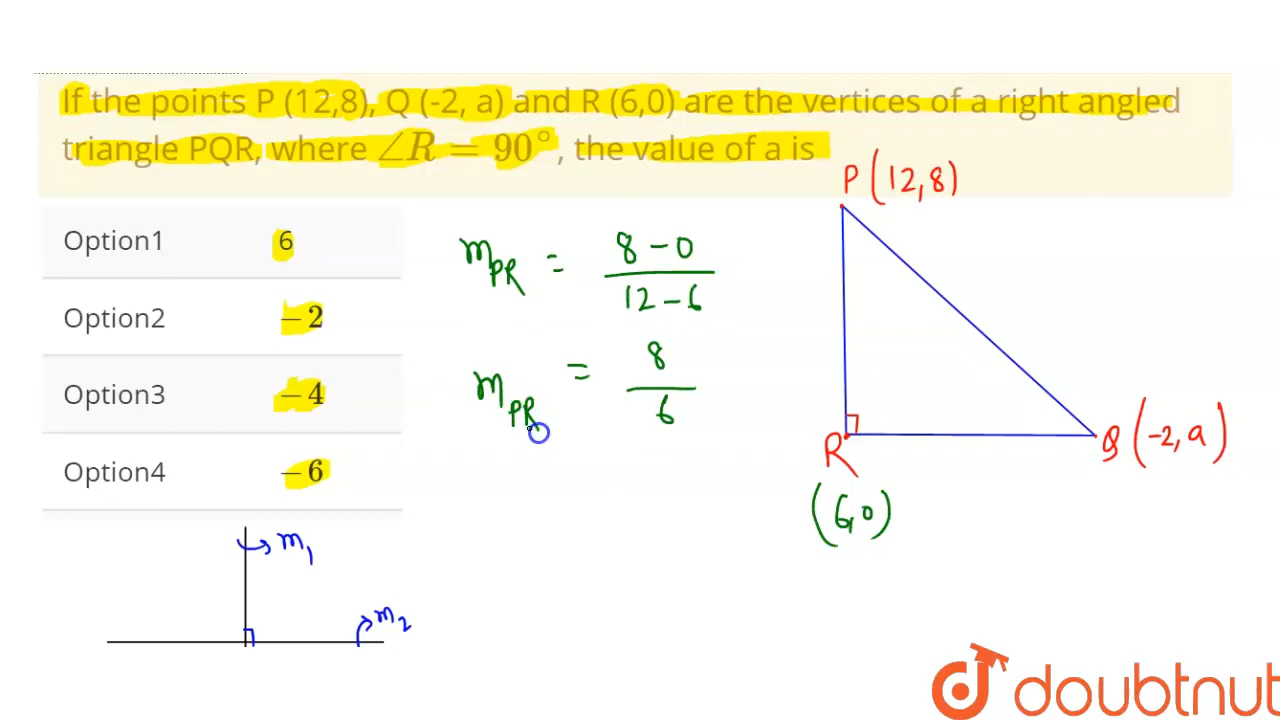 If the points P (12,8), Q (-2, a) and R (6,0) are the vertices of a right angled
triangle PQR, where ∠R = 90°, the value of a is
Option1 6
Option2 −2
Option3 −4
Option4 −6
m_PR = 8 − 0 / 12 − 6
m_PR = 8 / 6
P (12,8)
R
(6,0)
Q (-2, a)
m₁
m₂
doubtnut